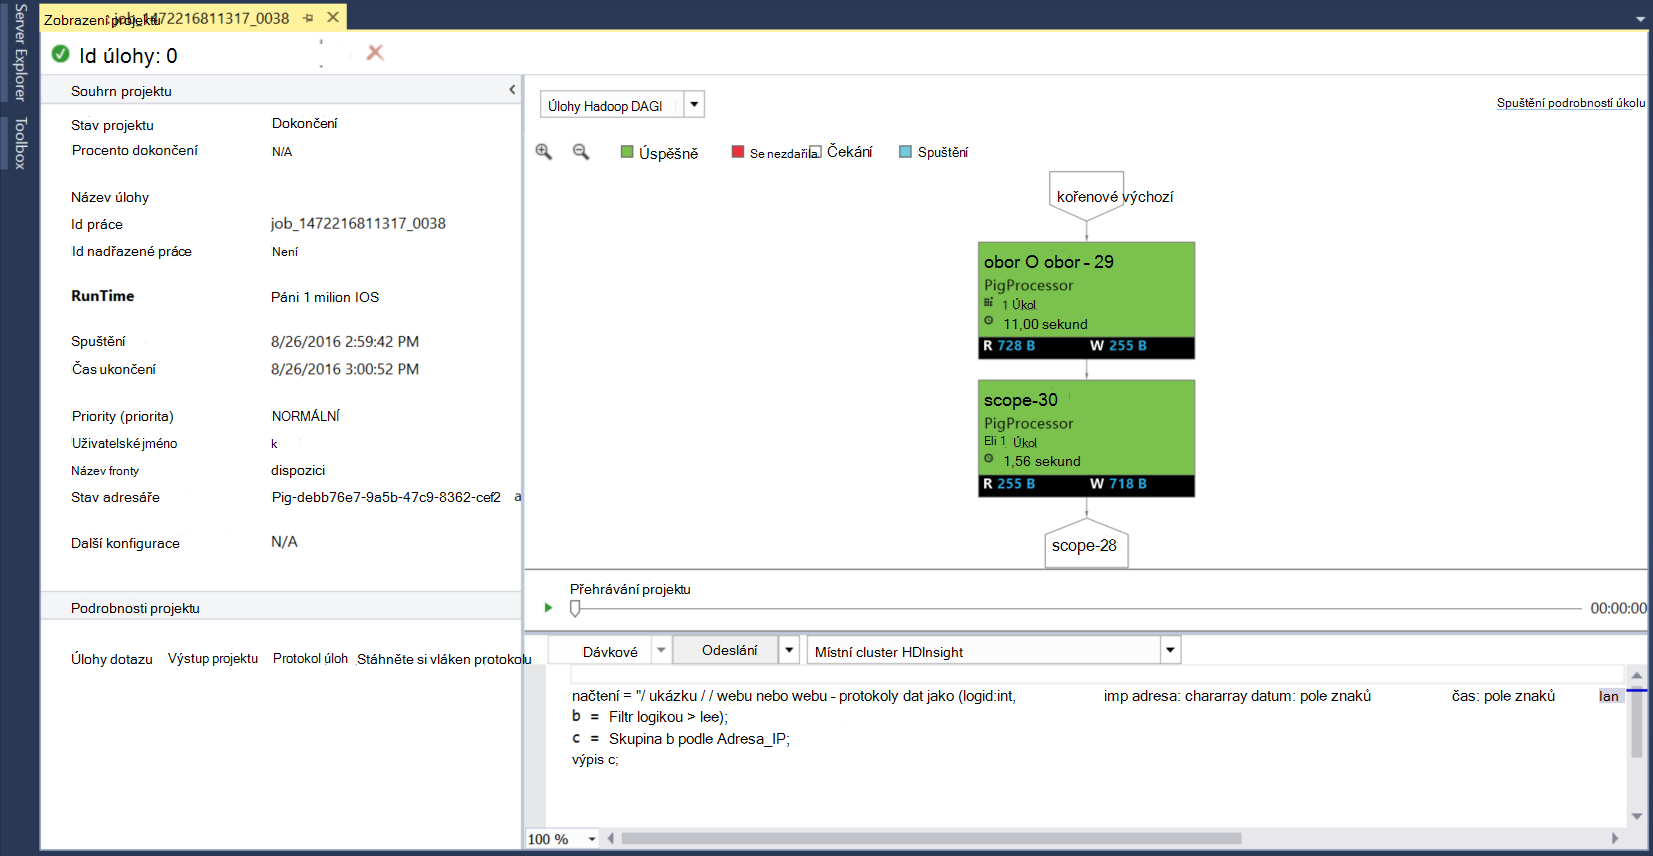 Server Explorer
Toolbox
Zobrazení projektu job_1472216811317_0038
Id úlohy: 0
Souhrn projektu
Stav projektu Dokončení
Procento dokončení N/A
Název úlohy
Id práce job_1472216811317_0038
Id nadřazené práce Není
RunTime Páni 1 milion IOS
Spuštění 8/26/2016 2:59:42 PM
Čas ukončení 8/26/2016 3:00:52 PM
Priority (priorita) NORMÁLNÍ
Uživatelské jméno k
Název fronty dispozici
Stav adresáře Pig-debb76e7-9a5b-47c9-8362-cef2 a
Další konfigurace N/A
Podrobnosti projektu
Úlohy dotazu Výstup projektu Protokol úloh Stáhněte si vláken protokolu
Úlohy Hadoop DAGI
Spuštění podrobností úkolu
Úspěšně Se nezdařila Čekání Spuštění
kořenové výchozí
obor O obor - 29
PigProcessor
1 Úkol
11,00 sekund
R 728 B W 255 B
scope-30
PigProcessor
Eli 1 Úkol
1,56 sekund
R 255 B W 718 B
scope-28
Přehrávání projektu
00:00:00
Dávkové Odeslání Místní cluster HDInsight
načtení = "/ ukázku / / webu nebo webu - protokoly dat jako (logid:int, imp adresa: chararray datum: pole znaků čas: pole znaků lan
b = Filtr logikou > lee);
c = Skupina b podle Adresa_IP;
výpis c;
100 %